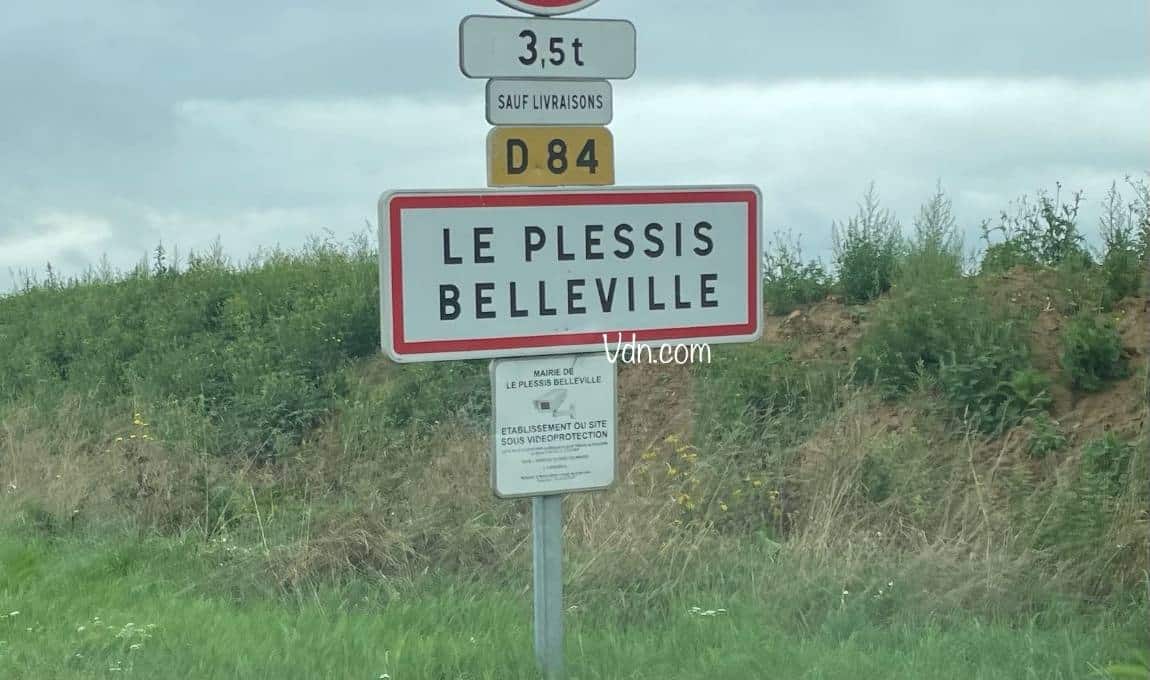 3,5t
SAUF LIVRAISONS
D 84
LE PLESSIS
BELLEVILLE
Vdn.com
MAIRIE DE
LE PLESSIS BELLEVILLE
ETABLISSEMENT OU SITE
SOUS VIDEOPROTECTION